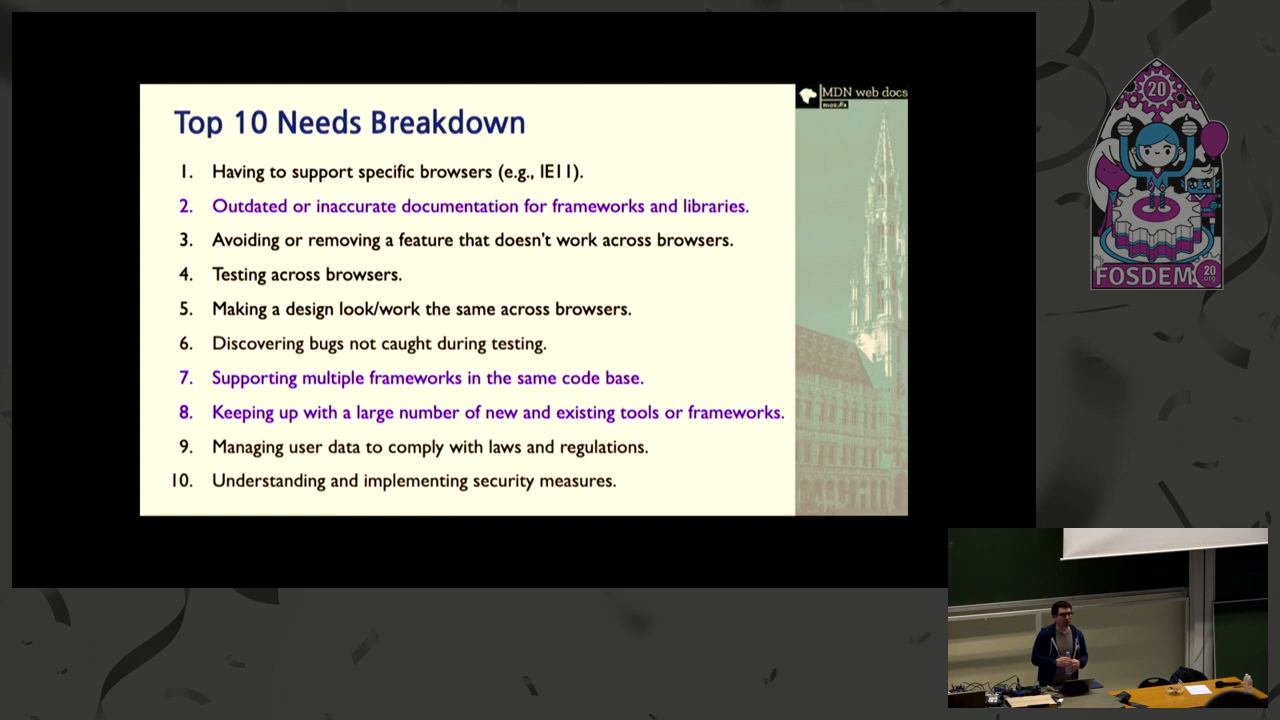 Top 10 Needs Breakdown
MDN web docs
mozilla
1. Having to support specific browsers (e.g., IE11).
2. Outdated or inaccurate documentation for frameworks and libraries.
3. Avoiding or removing a feature that doesn't work across browsers.
4. Testing across browsers.
5. Making a design look/work the same across browsers.
6. Discovering bugs not caught during testing.
7. Supporting multiple frameworks in the same code base.
8. Keeping up with a large number of new and existing tools or frameworks.
9. Managing user data to comply with laws and regulations.
10. Understanding and implementing security measures.
20
FOSDEM
20
.org